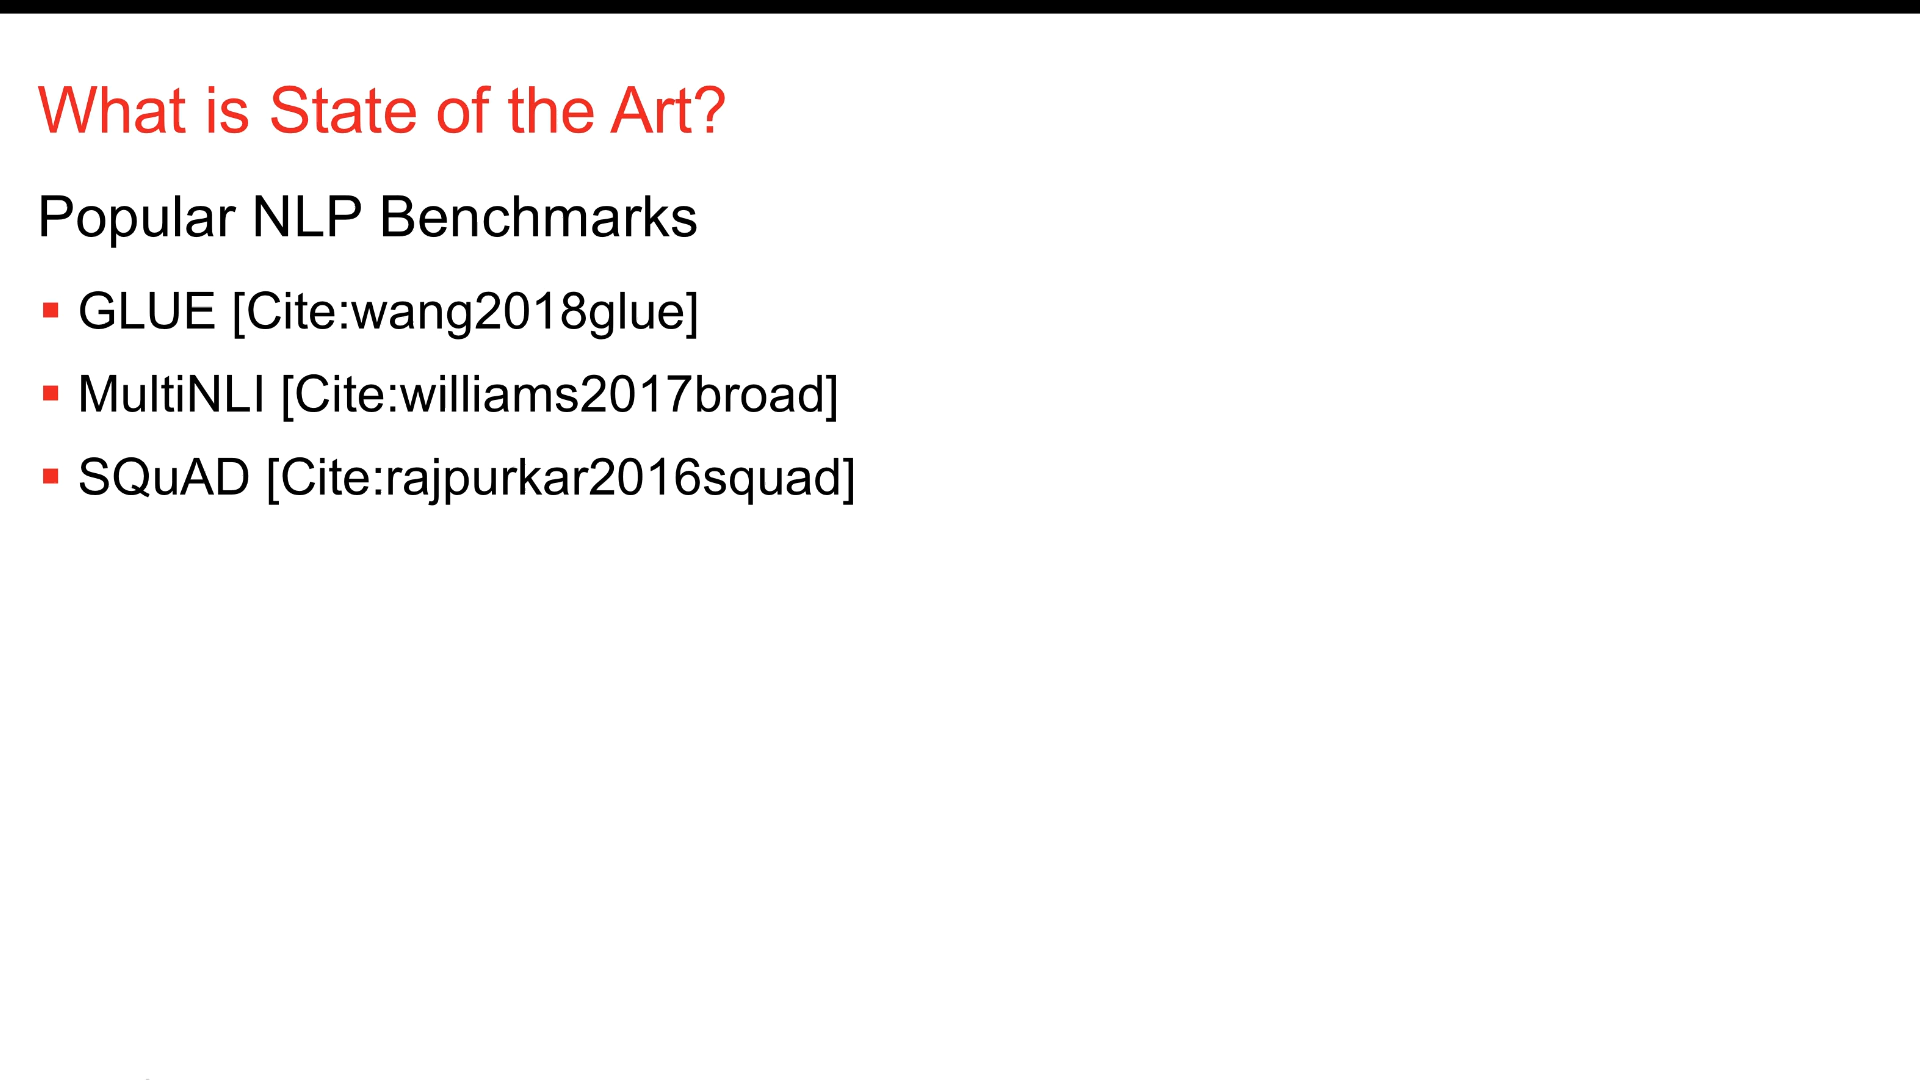 What is State of the Art?
Popular NLP Benchmarks
▪ GLUE [Cite:wang2018glue]
▪ MultiNLI [Cite:williams2017broad]
▪ SQuAD [Cite:rajpurkar2016squad]